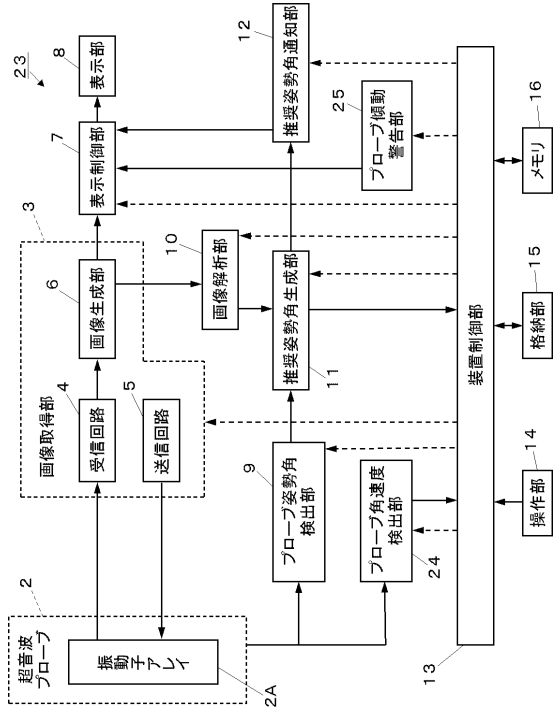 23
超音波
プローブ
2
振動子アレイ
2A
画像取得部
3
受信回路
4
送信回路
5
画像生成部
6
表示制御部
7
表示部
8
画像解析部
10
プローブ姿勢角
検出部
9
推奨姿勢角生成部
11
推奨姿勢角通知部
12
プローブ角速度
検出部
24
プローブ傾動
警告部
25
装置制御部
13
操作部
14
格納部
15
メモリ
16